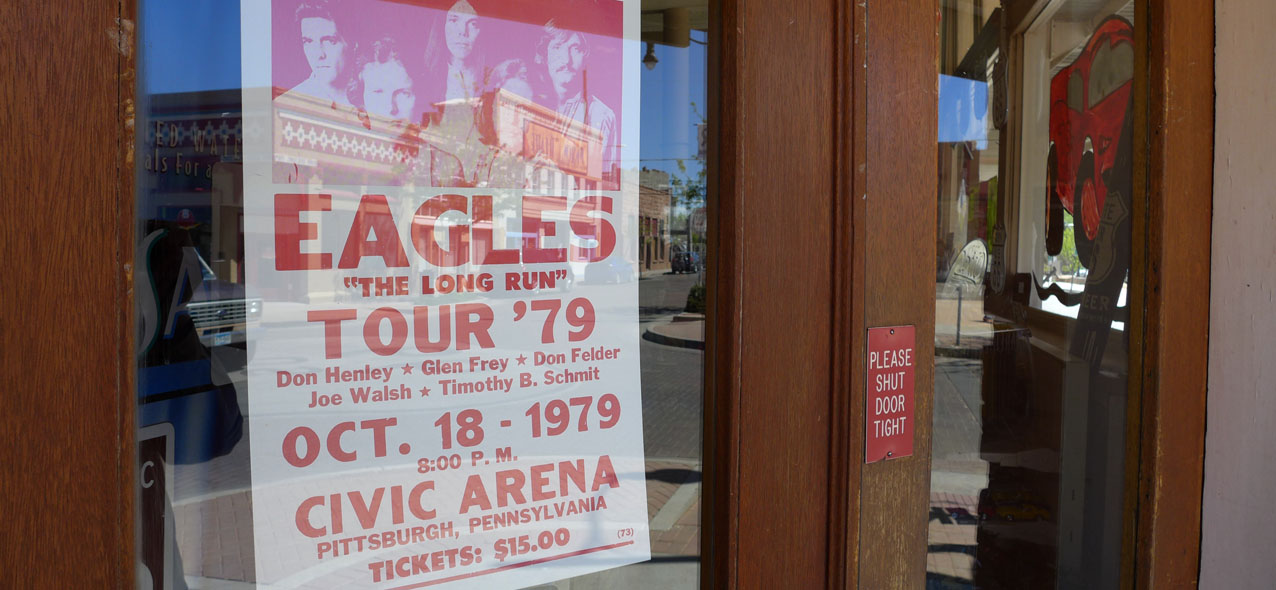 EAGLES
"THE LONG RUN"
TOUR '79
Don Henley ★ Glen Frey ★ Don Felder
Joe Walsh ★ Timothy B. Schmit
OCT. 18 - 1979
8:00 P. M.
CIVIC ARENA
PITTSBURGH, PENNSYLVANIA
TICKETS: $15.00
(73)
PLEASE
SHUT
DOOR
TIGHT